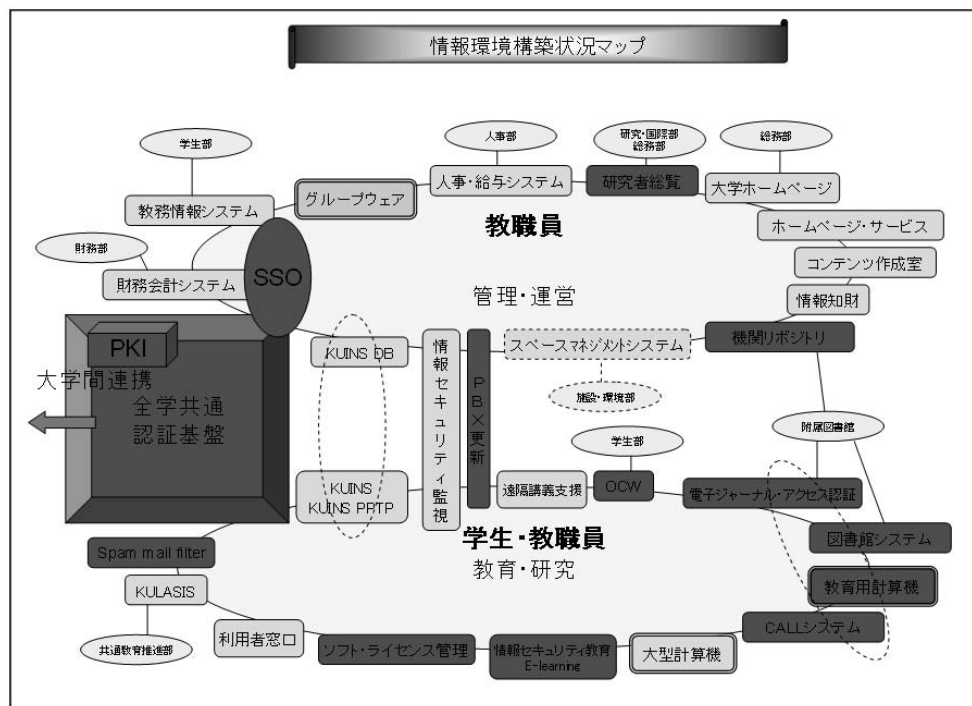 情報環境構築状況マップ
人事部
研究・国際部
総務部
総務部
学生部
人事・給与システム
研究者総覧
大学ホームページ
グループウェア
教務情報システム
教職員
ホームページ・サービス
財務部
コンテンツ作成室
SSO
財務会計システム
管理・運営
情報知財
機関リポジトリ
PKI
KUINS DB
情報セキュリティ監視
PBX更新
スペースマネジメントシステム
大学間連携
施設・環境部
全学共通
認証基盤
学生部
附属図書館
KUINS
KUINS PPTP
遠隔講義支援
OCW
電子ジャーナル・アクセス認証
学生・教職員
図書館システム
Spam mail filter
教育・研究
KULASIS
教育用計算機
CALLシステム
利用者窓口
共通教育推進部
ソフト・ライセンス管理
情報セキュリティ教育
E-learning
大型計算機